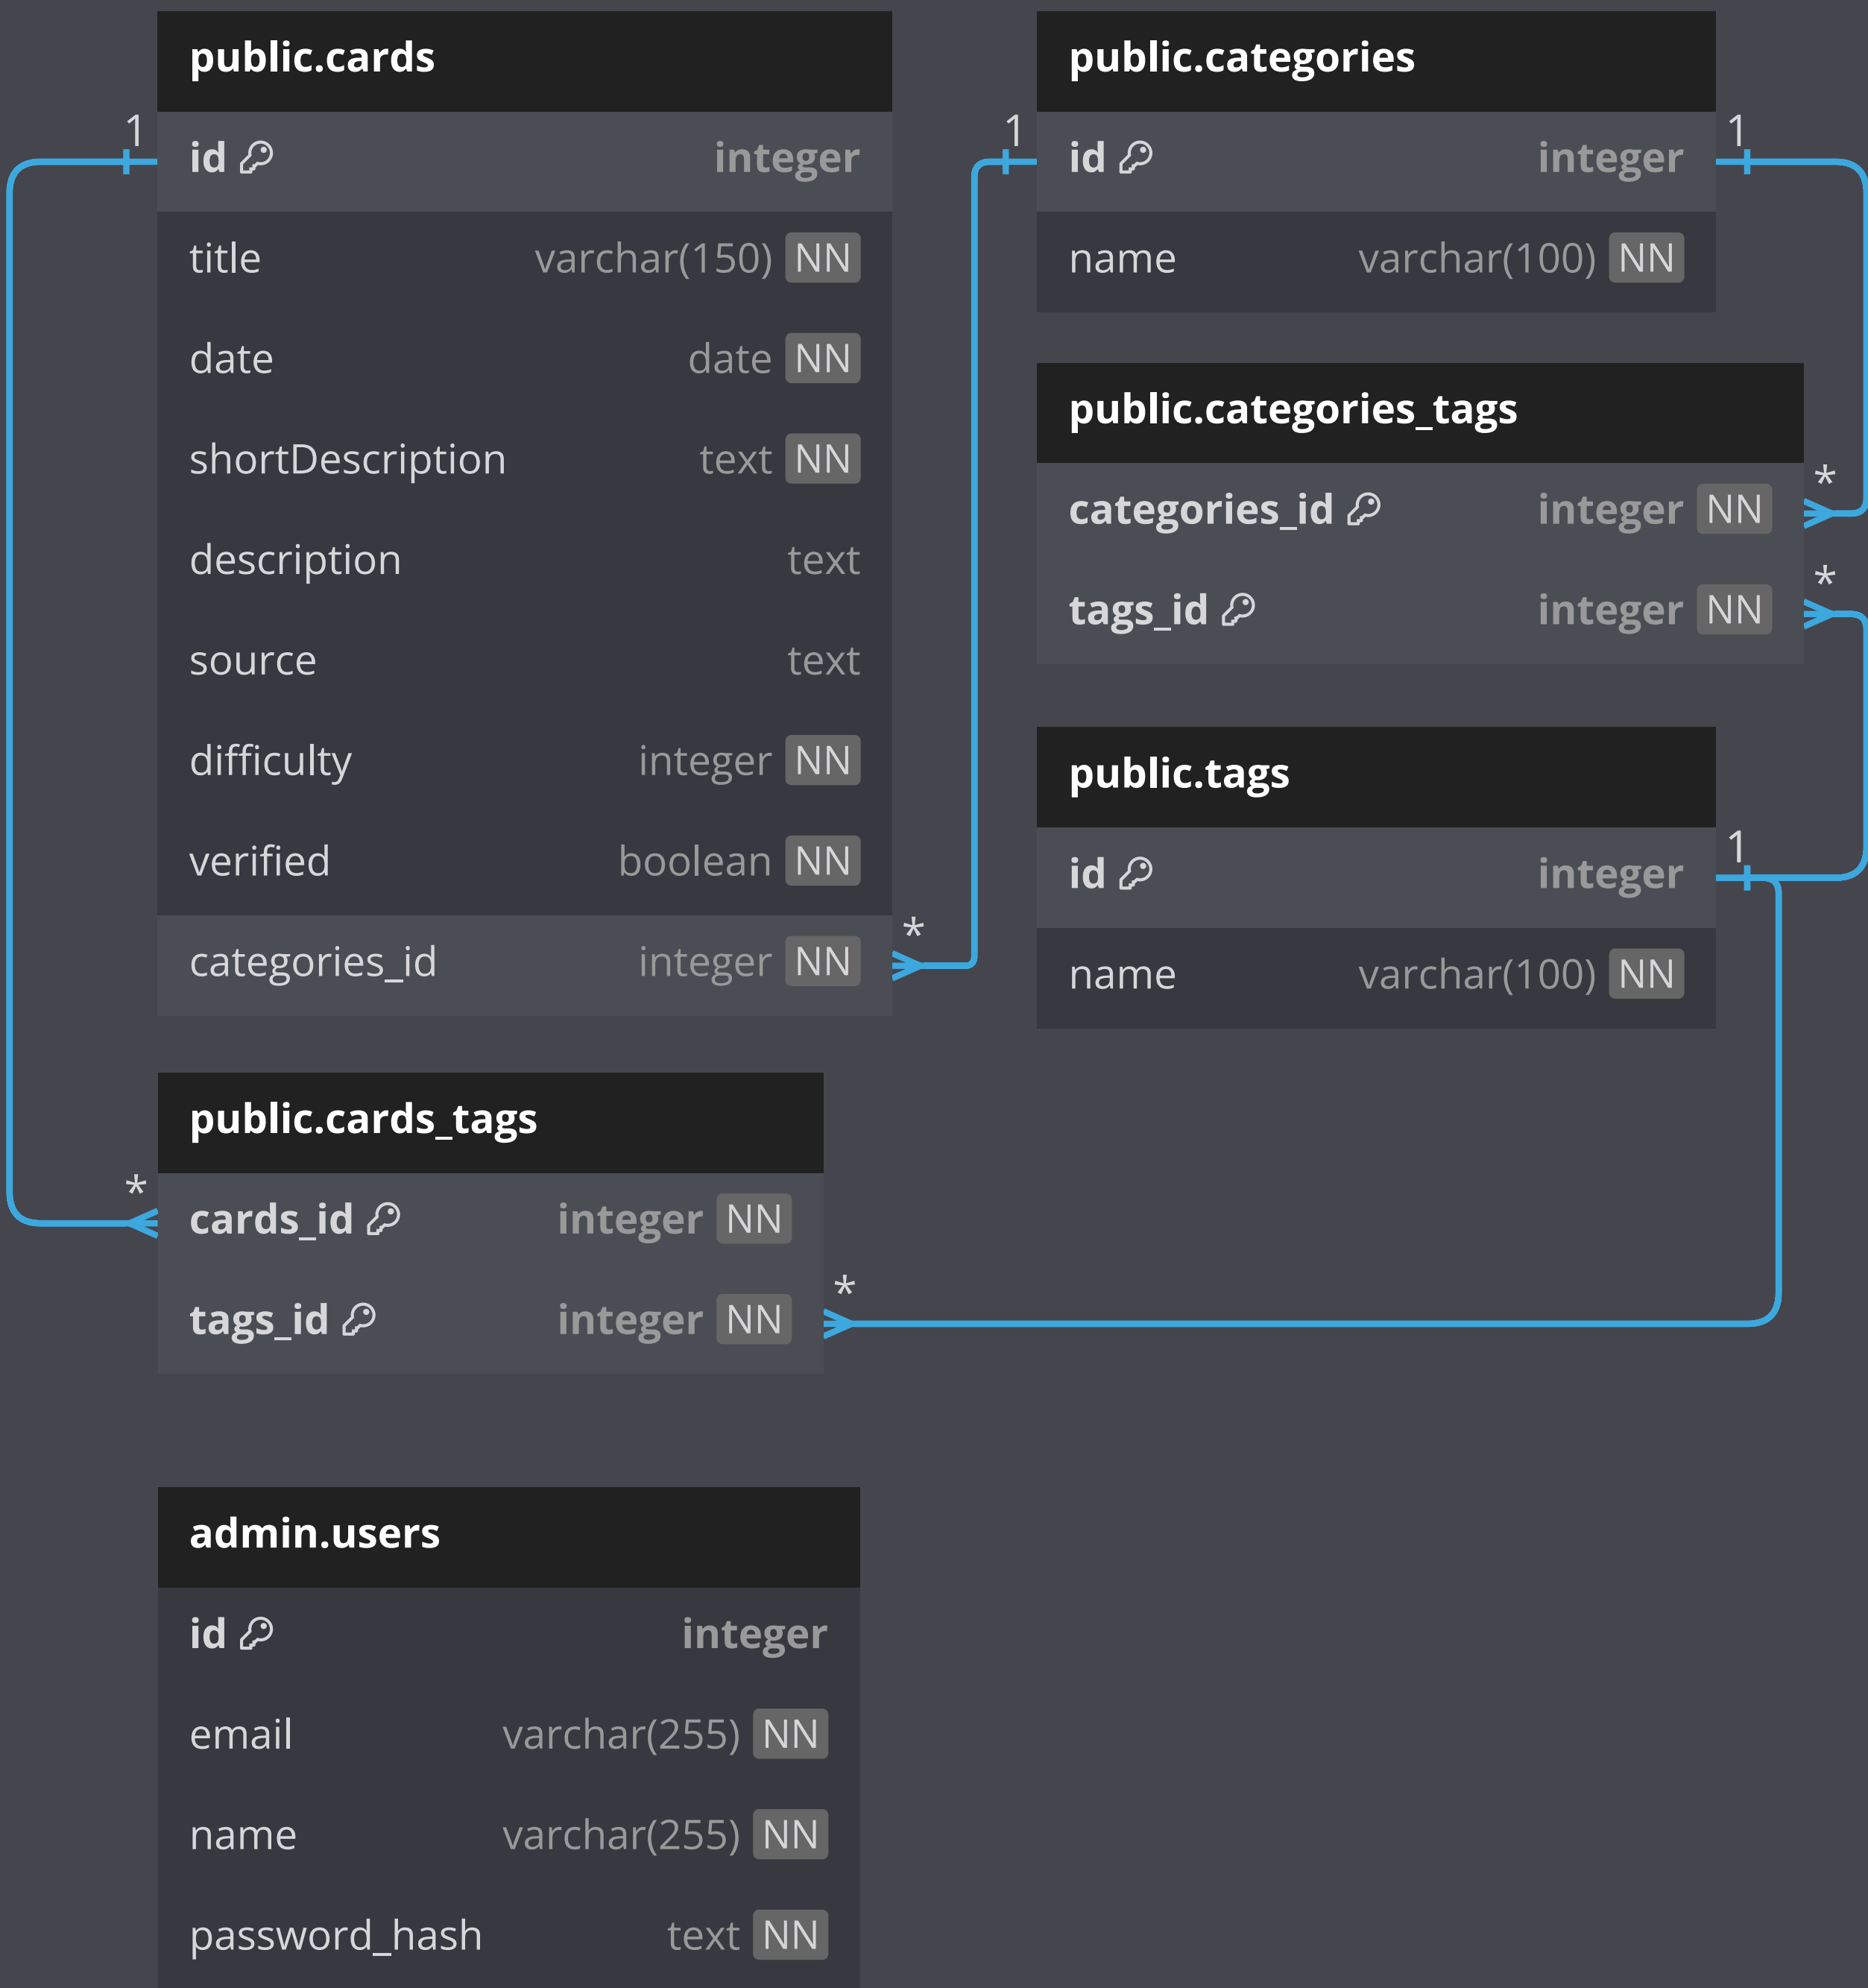 public.cards
1
id integer
title varchar(150) NN
date date NN
shortDescription text NN
description text
source text
difficulty integer NN
verified boolean NN
categories_id integer NN
*
public.categories
1
id integer
1
name varchar(100) NN
public.categories_tags
*
categories_id integer NN
*
tags_id integer NN
public.tags
1
id integer
name varchar(100) NN
public.cards_tags
*
cards_id integer NN
*
tags_id integer NN
admin.users
id integer
email varchar(255) NN
name varchar(255) NN
password_hash text NN